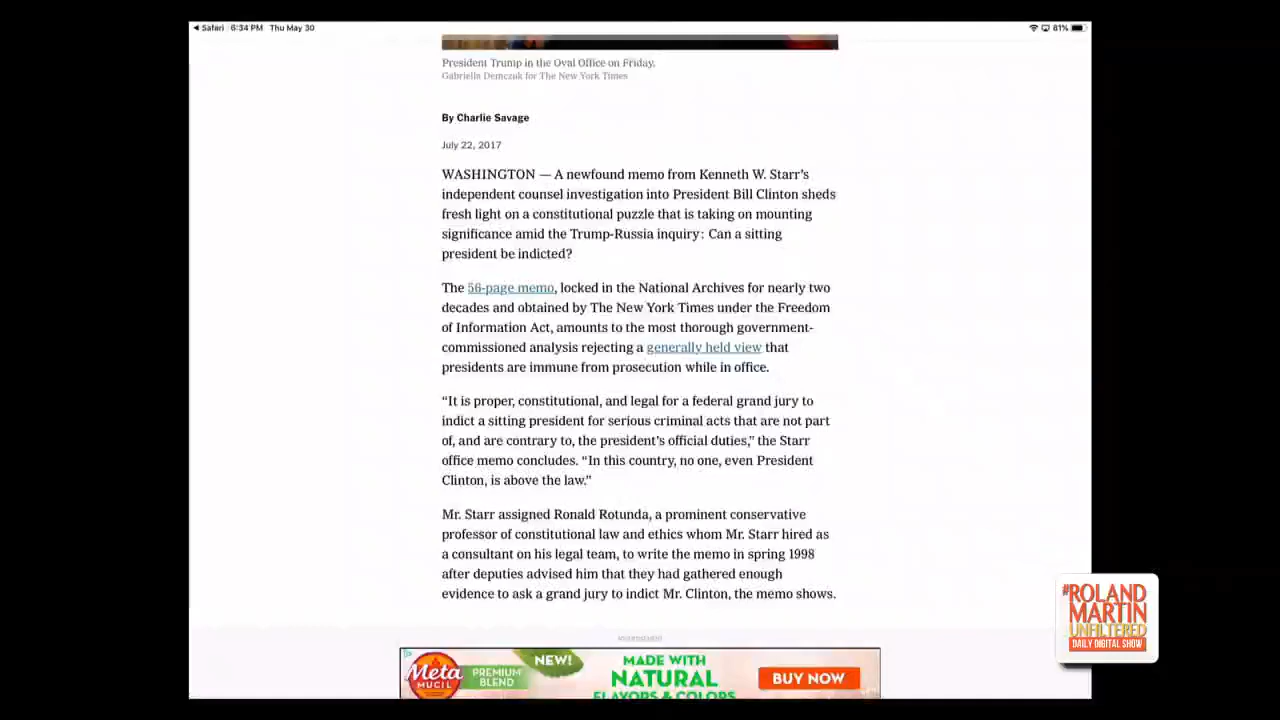 Safari 6:34 PM Thu May 30
81%
President Trump in the Oval Office on Friday.
Gabriella Demczuk for The New York Times
By Charlie Savage
July 22, 2017
WASHINGTON — A newfound memo from Kenneth W. Starr’s
independent counsel investigation into President Bill Clinton sheds
fresh light on a constitutional puzzle that is taking on mounting
significance amid the Trump-Russia inquiry: Can a sitting
president be indicted?
The 56-page memo, locked in the National Archives for nearly two
decades and obtained by The New York Times under the Freedom
of Information Act, amounts to the most thorough government-
commissioned analysis rejecting a generally held view that
presidents are immune from prosecution while in office.
“It is proper, constitutional, and legal for a federal grand jury to
indict a sitting president for serious criminal acts that are not part
of, and are contrary to, the president’s official duties,” the Starr
office memo concludes. “In this country, no one, even President
Clinton, is above the law.”
Mr. Starr assigned Ronald Rotunda, a prominent conservative
professor of constitutional law and ethics whom Mr. Starr hired as
a consultant on his legal team, to write the memo in spring 1998
after deputies advised him that they had gathered enough
evidence to ask a grand jury to indict Mr. Clinton, the memo shows.
#ROLAND
MARTIN
UNFILTERED
DAILY DIGITAL SHOW
ADVERTISEMENT
Meta
MUCIL
PREMIUM
BLEND
NEW!
MADE WITH
NATURAL
FLAVORS & COLORS
BUY NOW